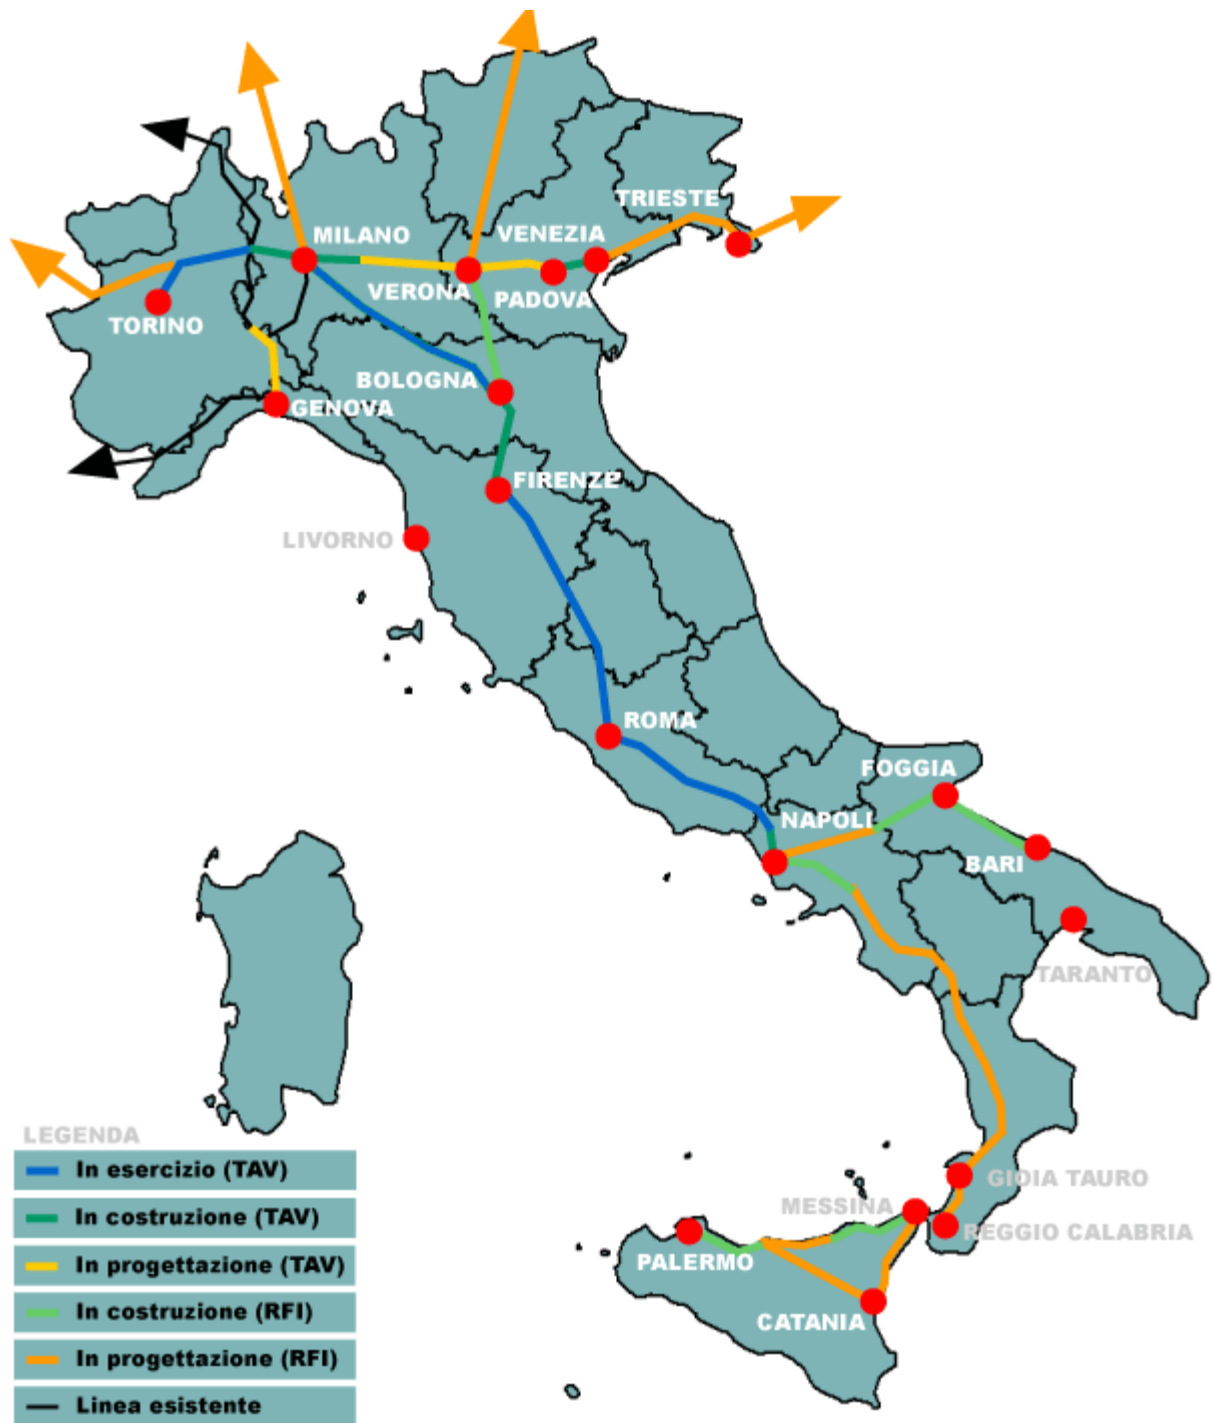 TRIESTE
MILANO
VENEZIA
VERONA
PADOVA
TORINO
BOLOGNA
GENOVA
FIRENZE
LIVORNO
ROMA
FOGGIA
NAPOLI
BARI
TARANTO
LEGENDA
In esercizio (TAV)
In costruzione (TAV)
In progettazione (TAV)
In costruzione (RFI)
In progettazione (RFI)
Linea esistente
GIOIA TAURO
MESSINA
REGGIO CALABRIA
PALERMO
CATANIA